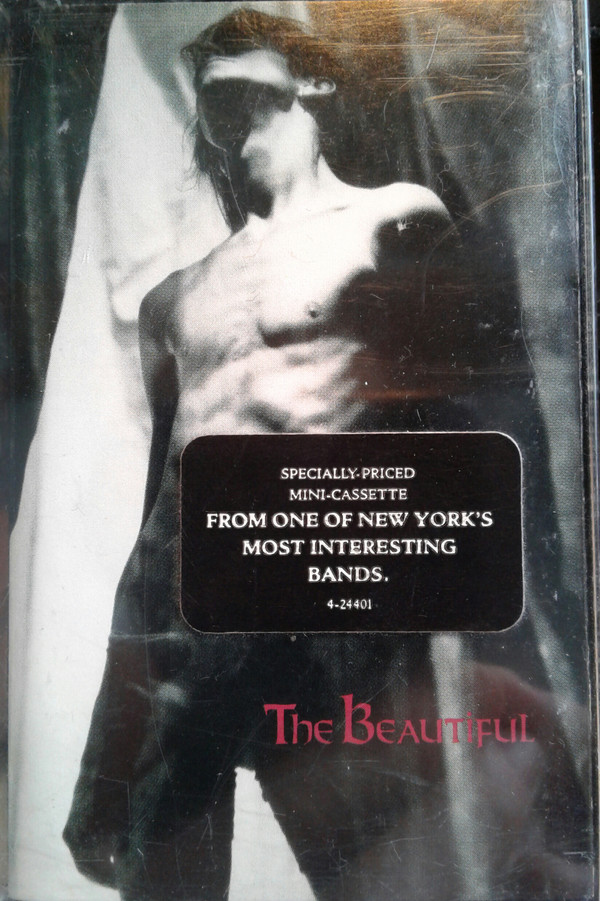 SPECIALLY-PRICED
MINI-CASSETTE
FROM ONE OF NEW YORK'S
MOST INTERESTING
BANDS.
4-24401
The Beautiful